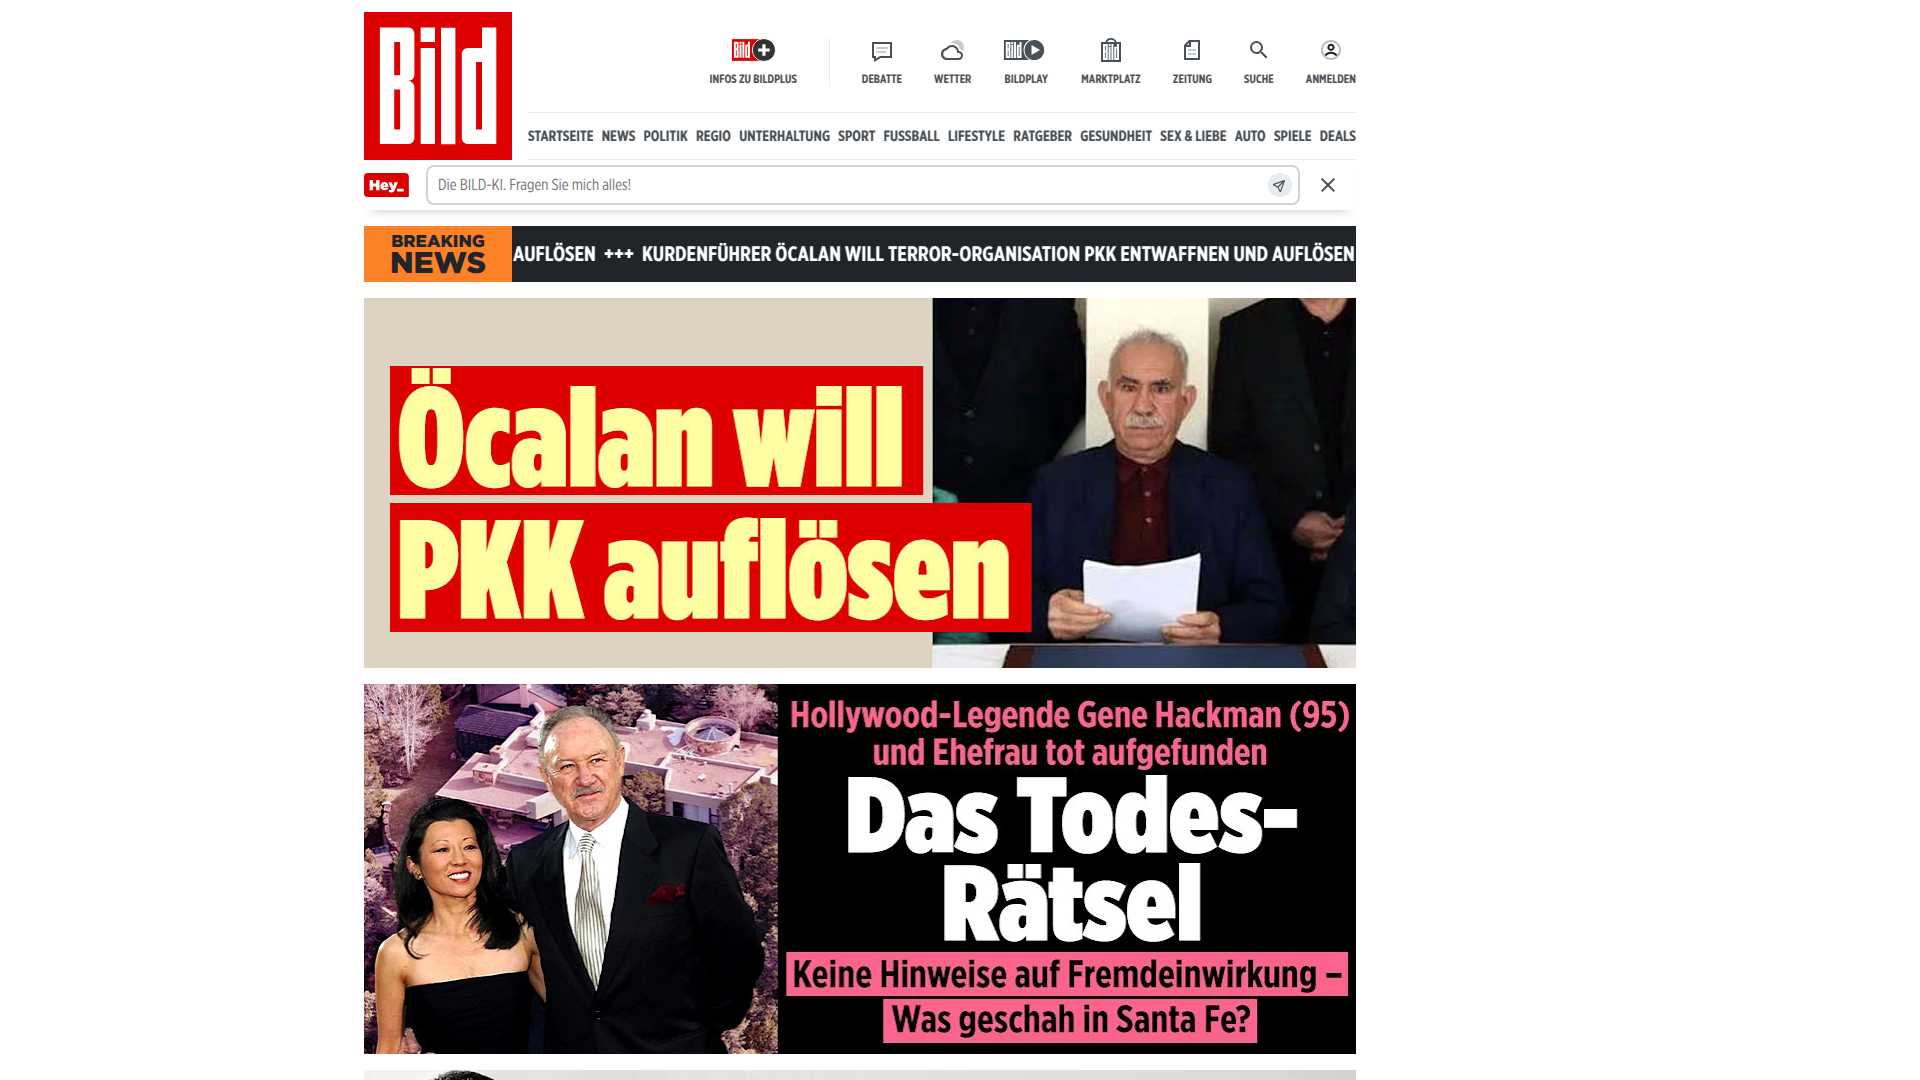 Bild
Bild
INFOS ZU BILDPLUS
DEBATTE
WETTER
Bild
BILDPLAY
Bild
MARKTPLATZ
ZEITUNG
SUCHE
ANMELDEN
STARTSEITE NEWS POLITIK REGIO UNTERHALTUNG SPORT FUSSBALL LIFESTYLE RATGEBER GESUNDHEIT SEX & LIEBE AUTO SPIELE DEALS
Hey_
Die BILD-KI. Fragen Sie mich alles!
BREAKING
NEWS
AUFLÖSEN +++ KURDENFÜHRER ÖCALAN WILL TERROR-ORGANISATION PKK ENTWAFFNEN UND AUFLÖSEN
Öcalan will
PKK auflösen
Hollywood-Legende Gene Hackman (95)
und Ehefrau tot aufgefunden
Das Todes-
Rätsel
Keine Hinweise auf Fremdeinwirkung –
Was geschah in Santa Fe?